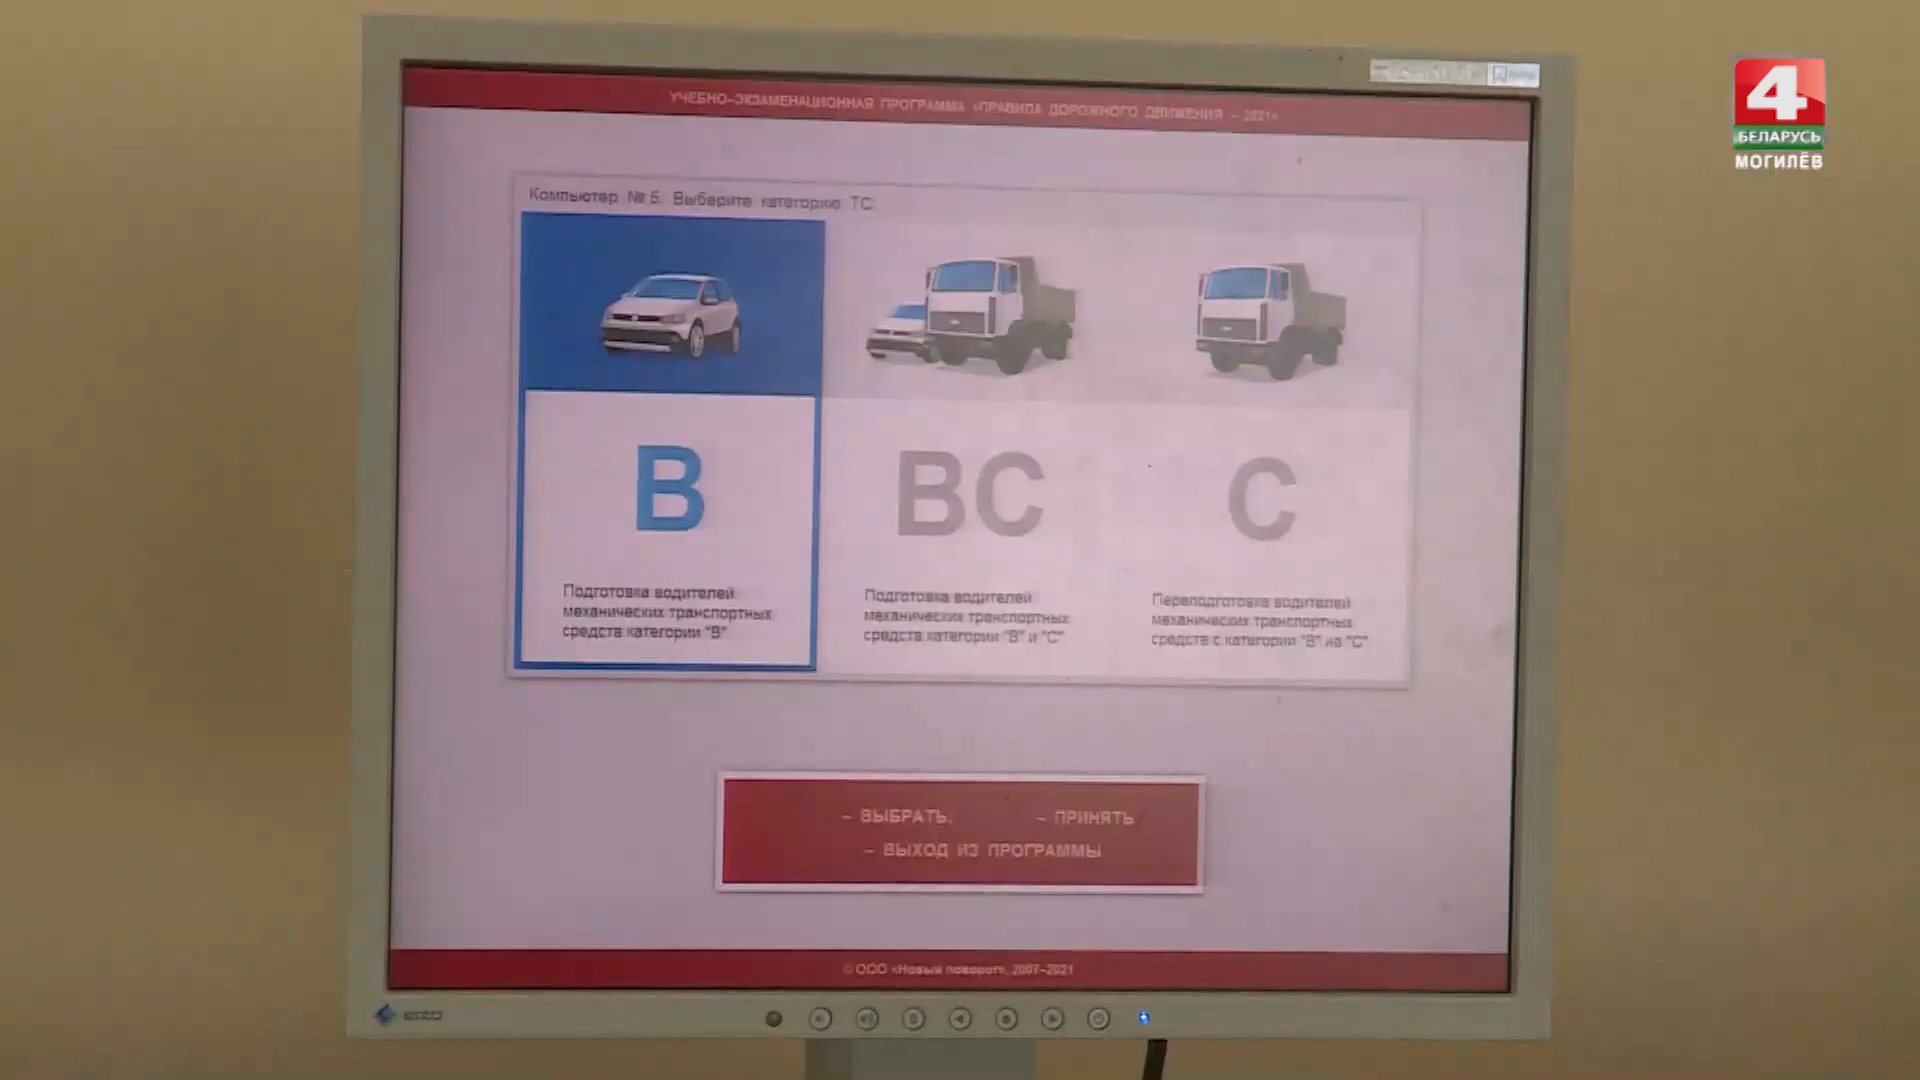 4
БЕЛАРУСЬ
МОГИЛЁВ
УЧЕБНО-ЭКЗАМЕНАЦИОННАЯ ПРОГРАММА «ПРАВИЛА ДОРОЖНОГО ДВИЖЕНИЯ - 2021»
Компьютер № 5. Выберите категорию ТС:
B
Подготовка водителей
механических транспортных
средств категории "B"
BC
Подготовка водителей
механических транспортных
средств категории "B" и "C"
C
Переподготовка водителей
механических транспортных
средств с категории "B" на "C"
- ВЫБРАТЬ, - ПРИНЯТЬ
- ВЫХОД ИЗ ПРОГРАММЫ
© ООО «Новый поворот», 2007-2021
EIZO